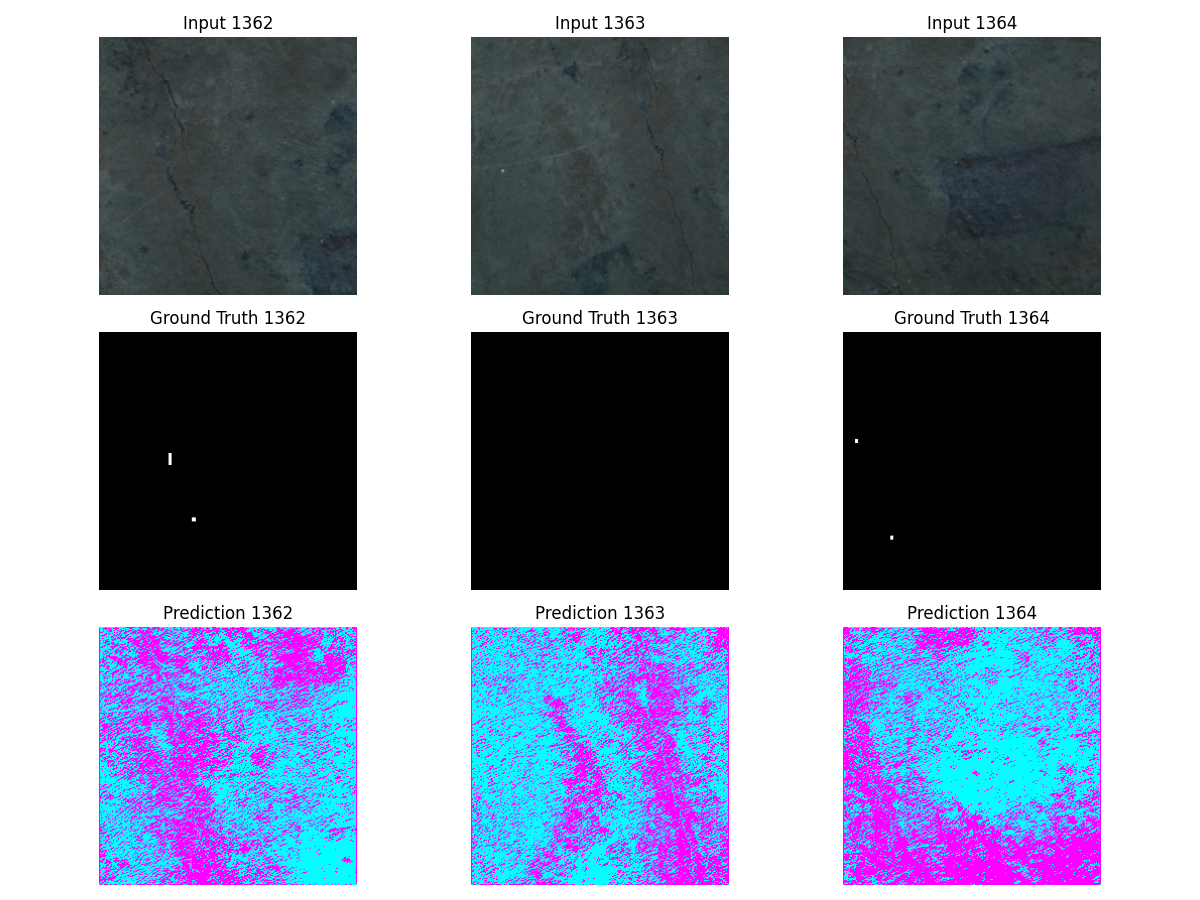 Input 1362
Input 1363
Input 1364
Ground Truth 1362
Ground Truth 1363
Ground Truth 1364
Prediction 1362
Prediction 1363
Prediction 1364